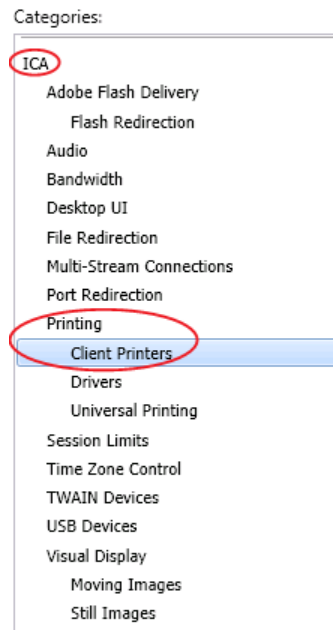 Categories:
ICA
Adobe Flash Delivery
Flash Redirection
Audio
Bandwidth
Desktop UI
File Redirection
Multi-Stream Connections
Port Redirection
Printing
Client Printers
Drivers
Universal Printing
Session Limits
Time Zone Control
TWAIN Devices
USB Devices
Visual Display
Moving Images
Still Images